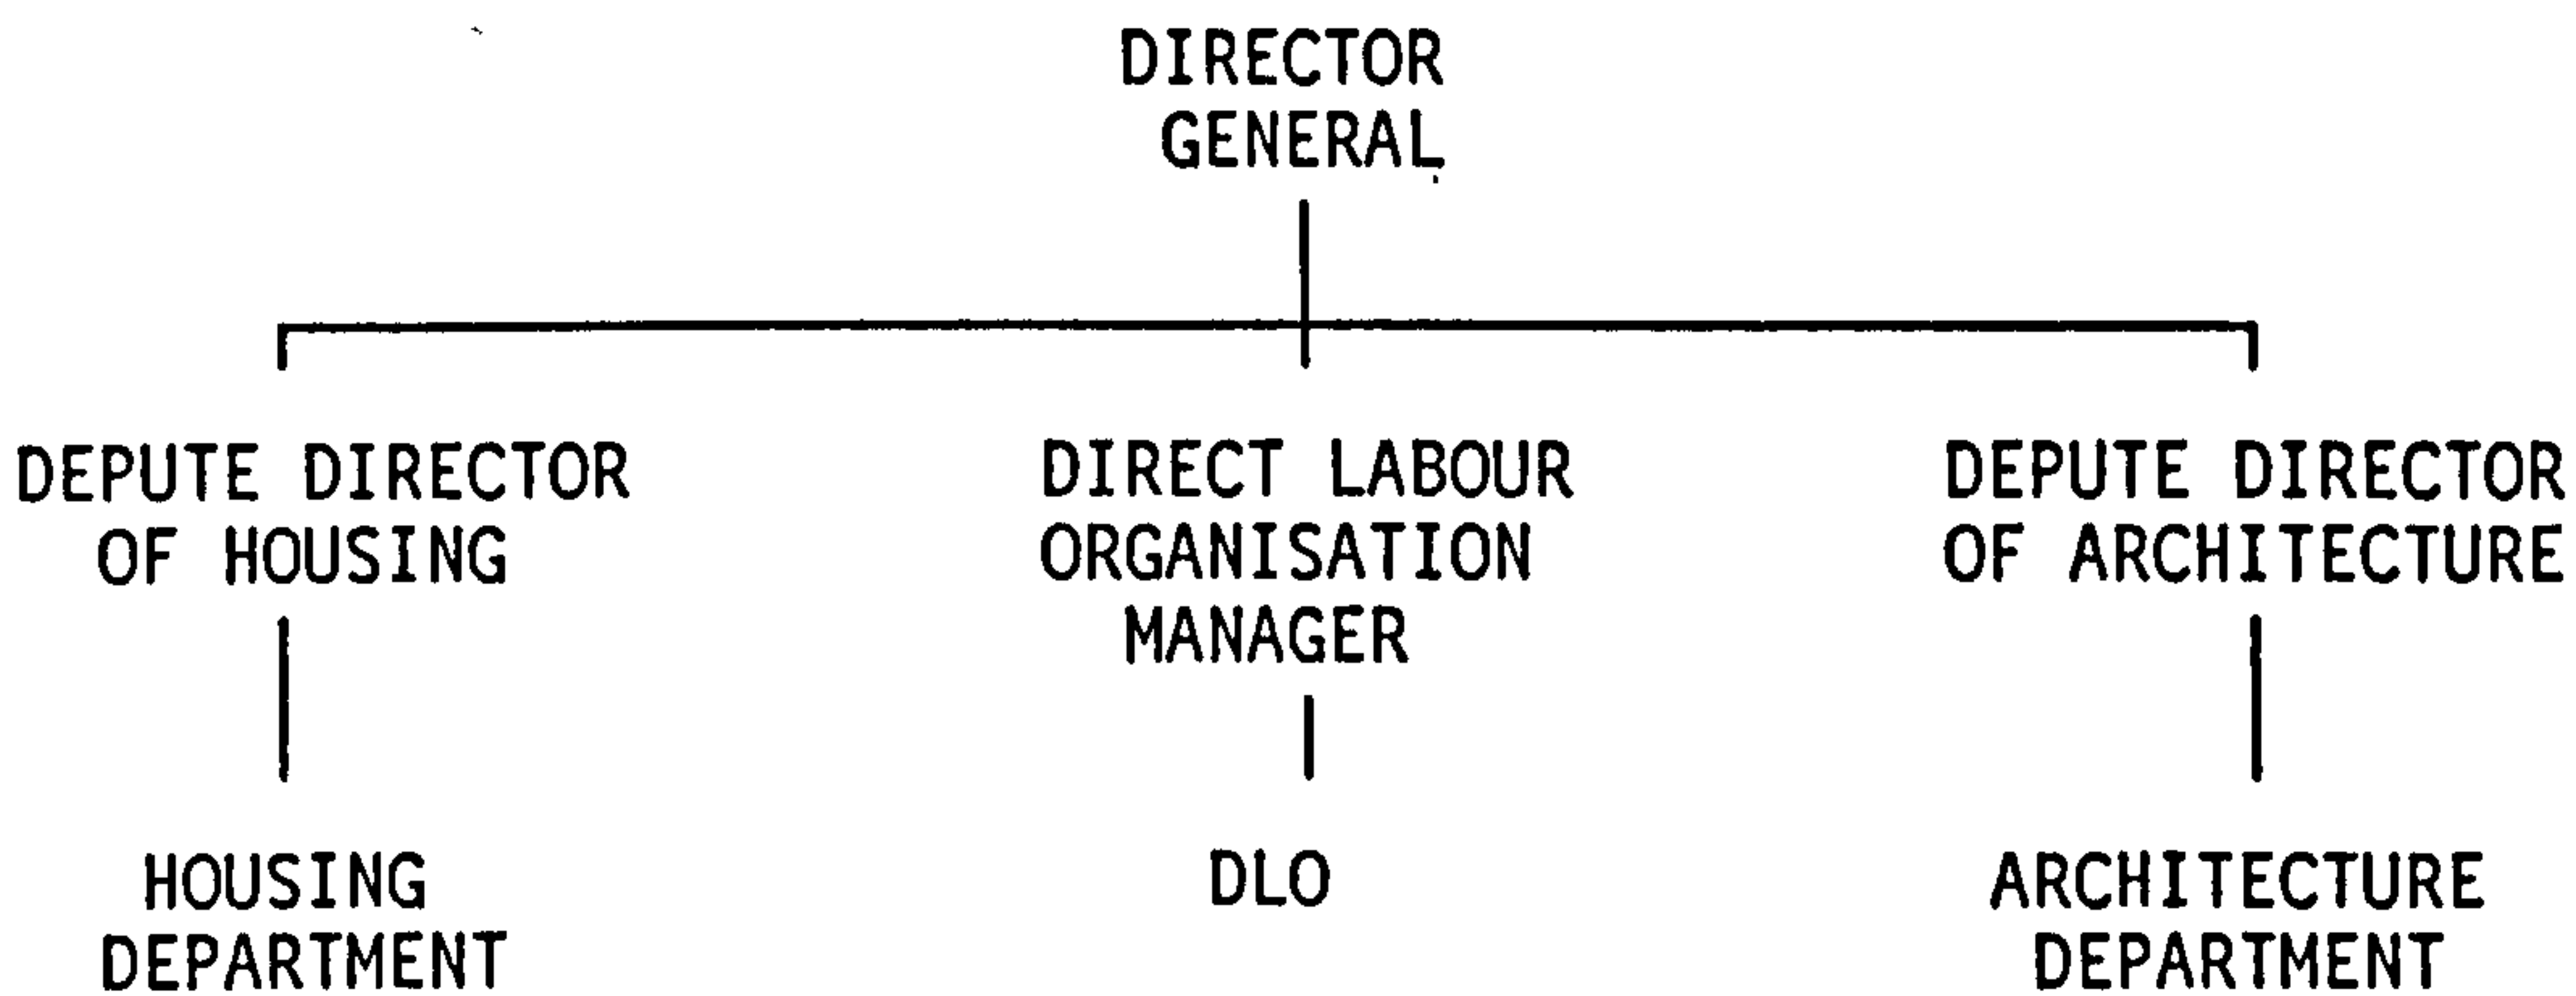 DIRECTOR
GENERAL
DEPUTE DIRECTOR
OF HOUSING
DIRECT LABOUR
ORGANISATION
MANAGER
DEPUTE DIRECTOR
OF ARCHITECTURE
HOUSING
DEPARTMENT
DLO
ARCHITECTURE
DEPARTMENT